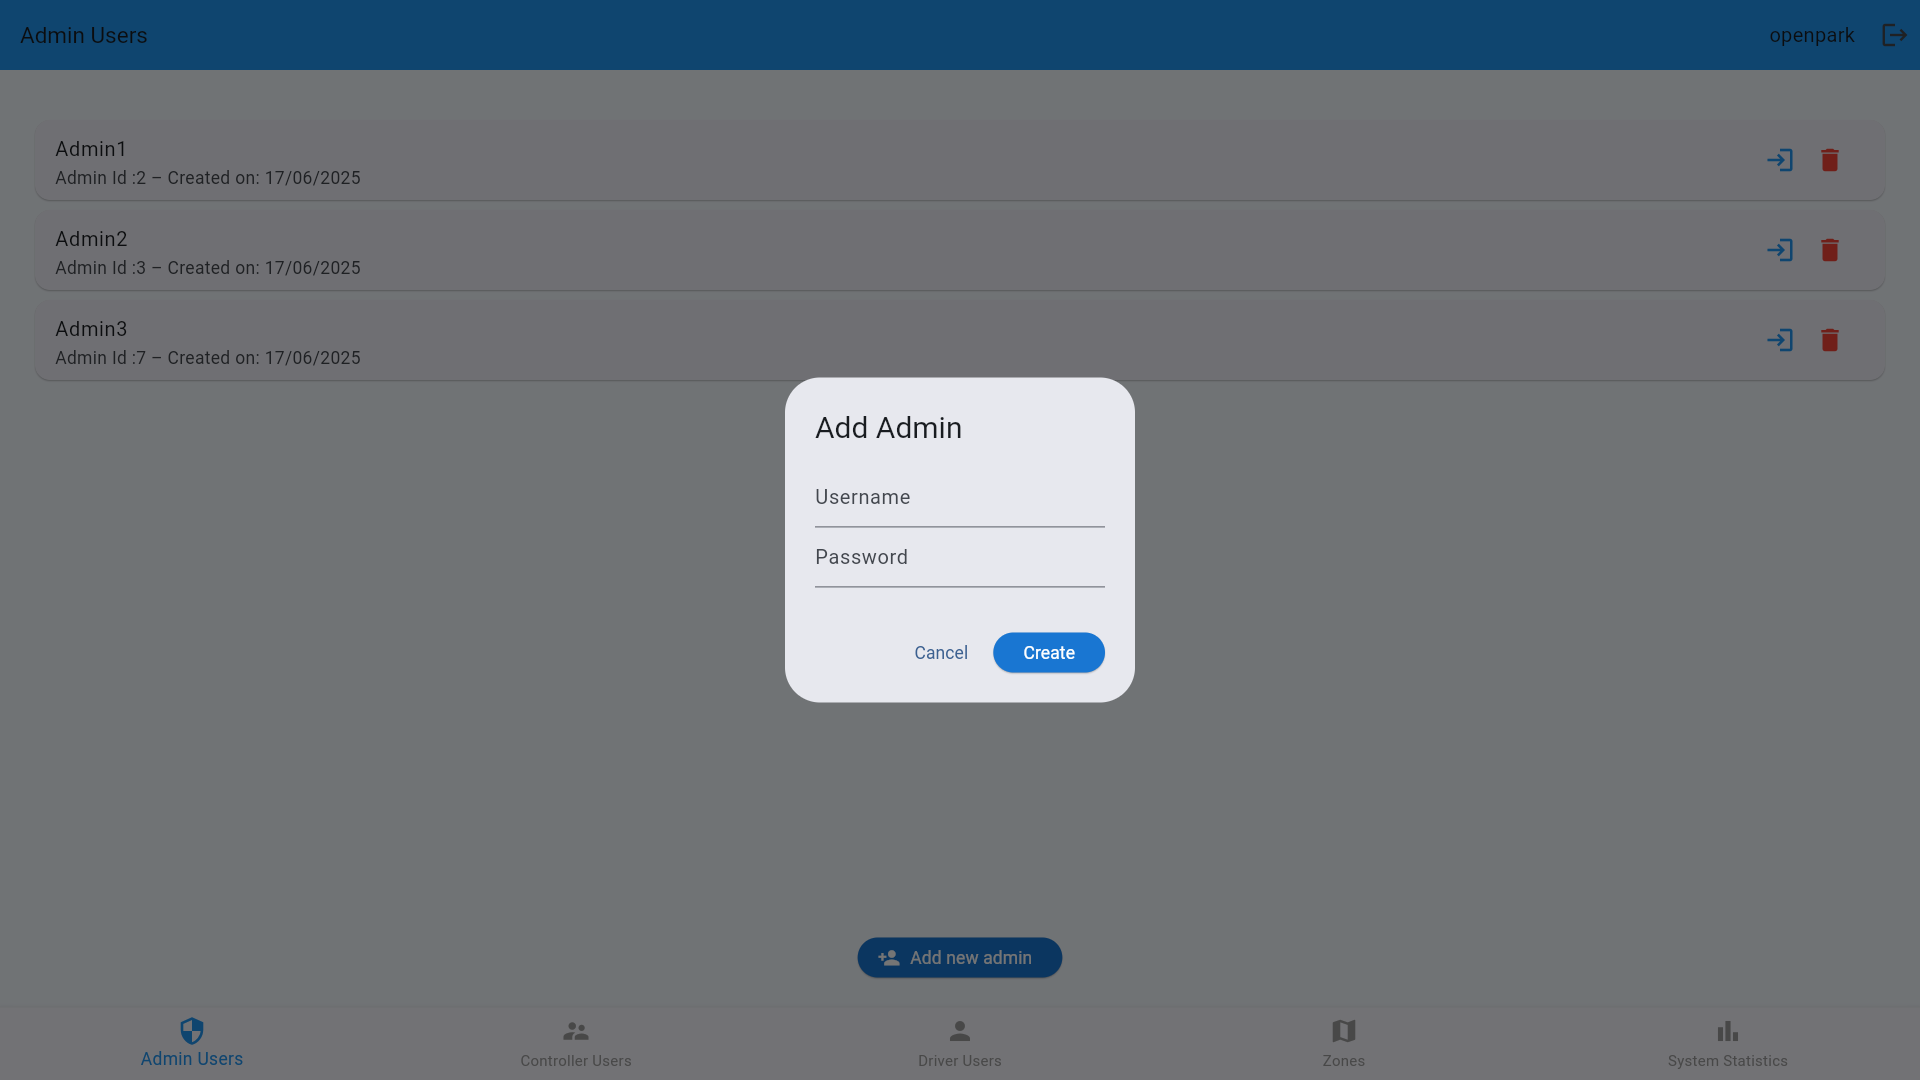 Admin Users
openpark
Admin1
Admin Id :2 – Created on: 17/06/2025
Admin2
Admin Id :3 – Created on: 17/06/2025
Admin3
Admin Id :7 – Created on: 17/06/2025
Add Admin
Username
Password
Cancel
Create
Add new admin
Admin Users
Controller Users
Driver Users
Zones
System Statistics